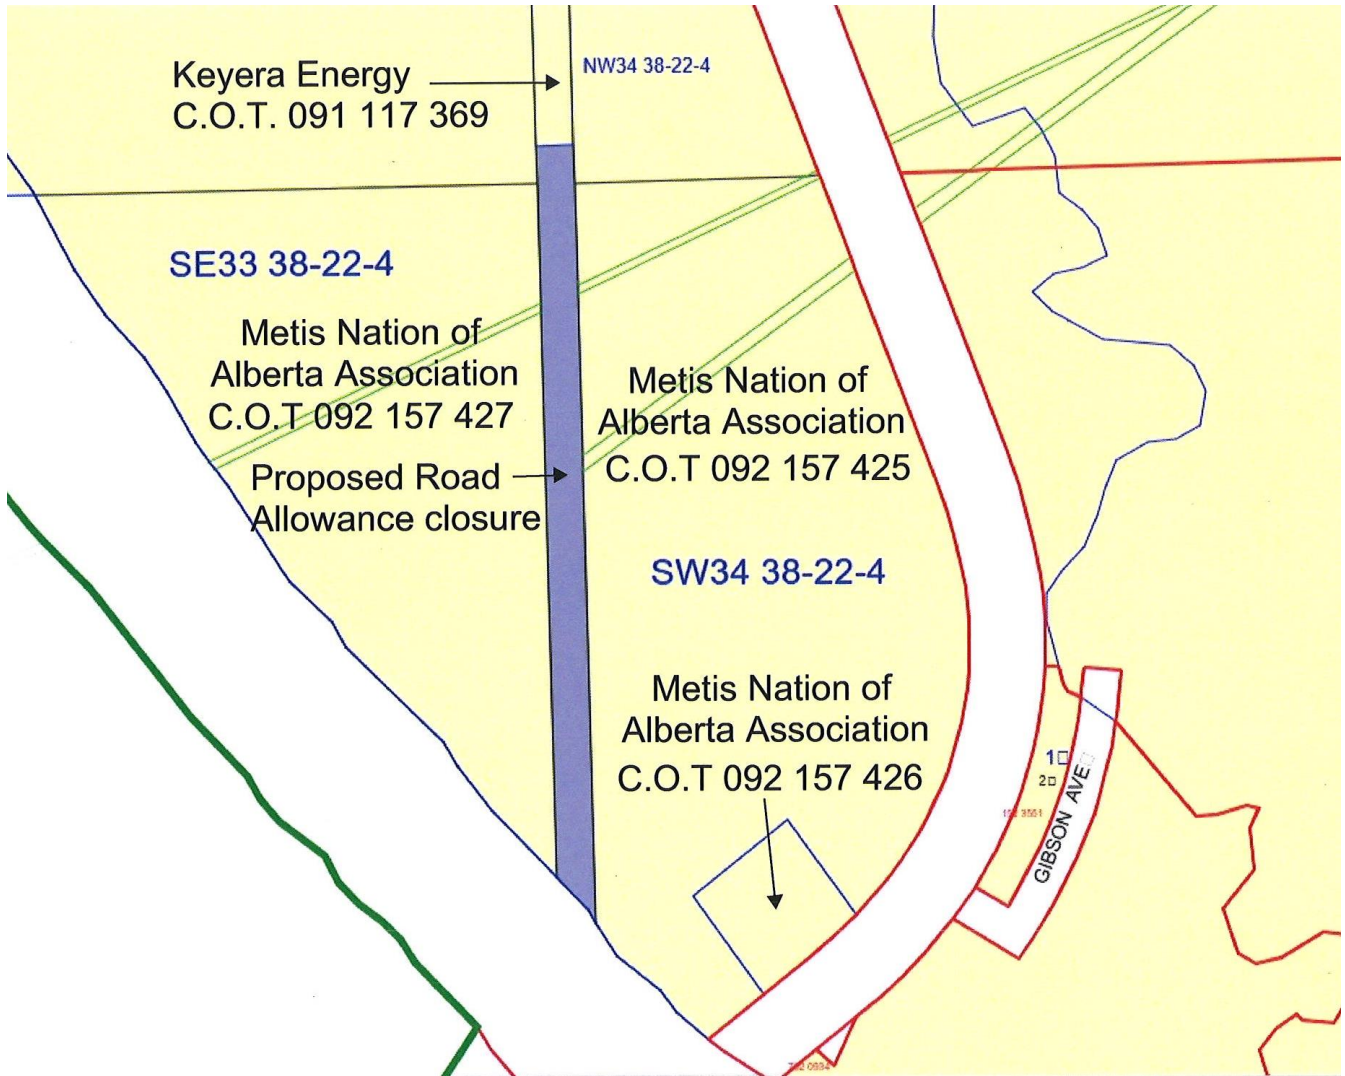 Keyera Energy
C.O.T. 091 117 369
NW34 38-22-4
SE33 38-22-4
Metis Nation of
Alberta Association
C.O.T 092 157 427
Metis Nation of
Alberta Association
C.O.T 092 157 425
Proposed Road
Allowance closure
SW34 38-22-4
Metis Nation of
Alberta Association
C.O.T 092 157 426
1
2
GIBSON AVE